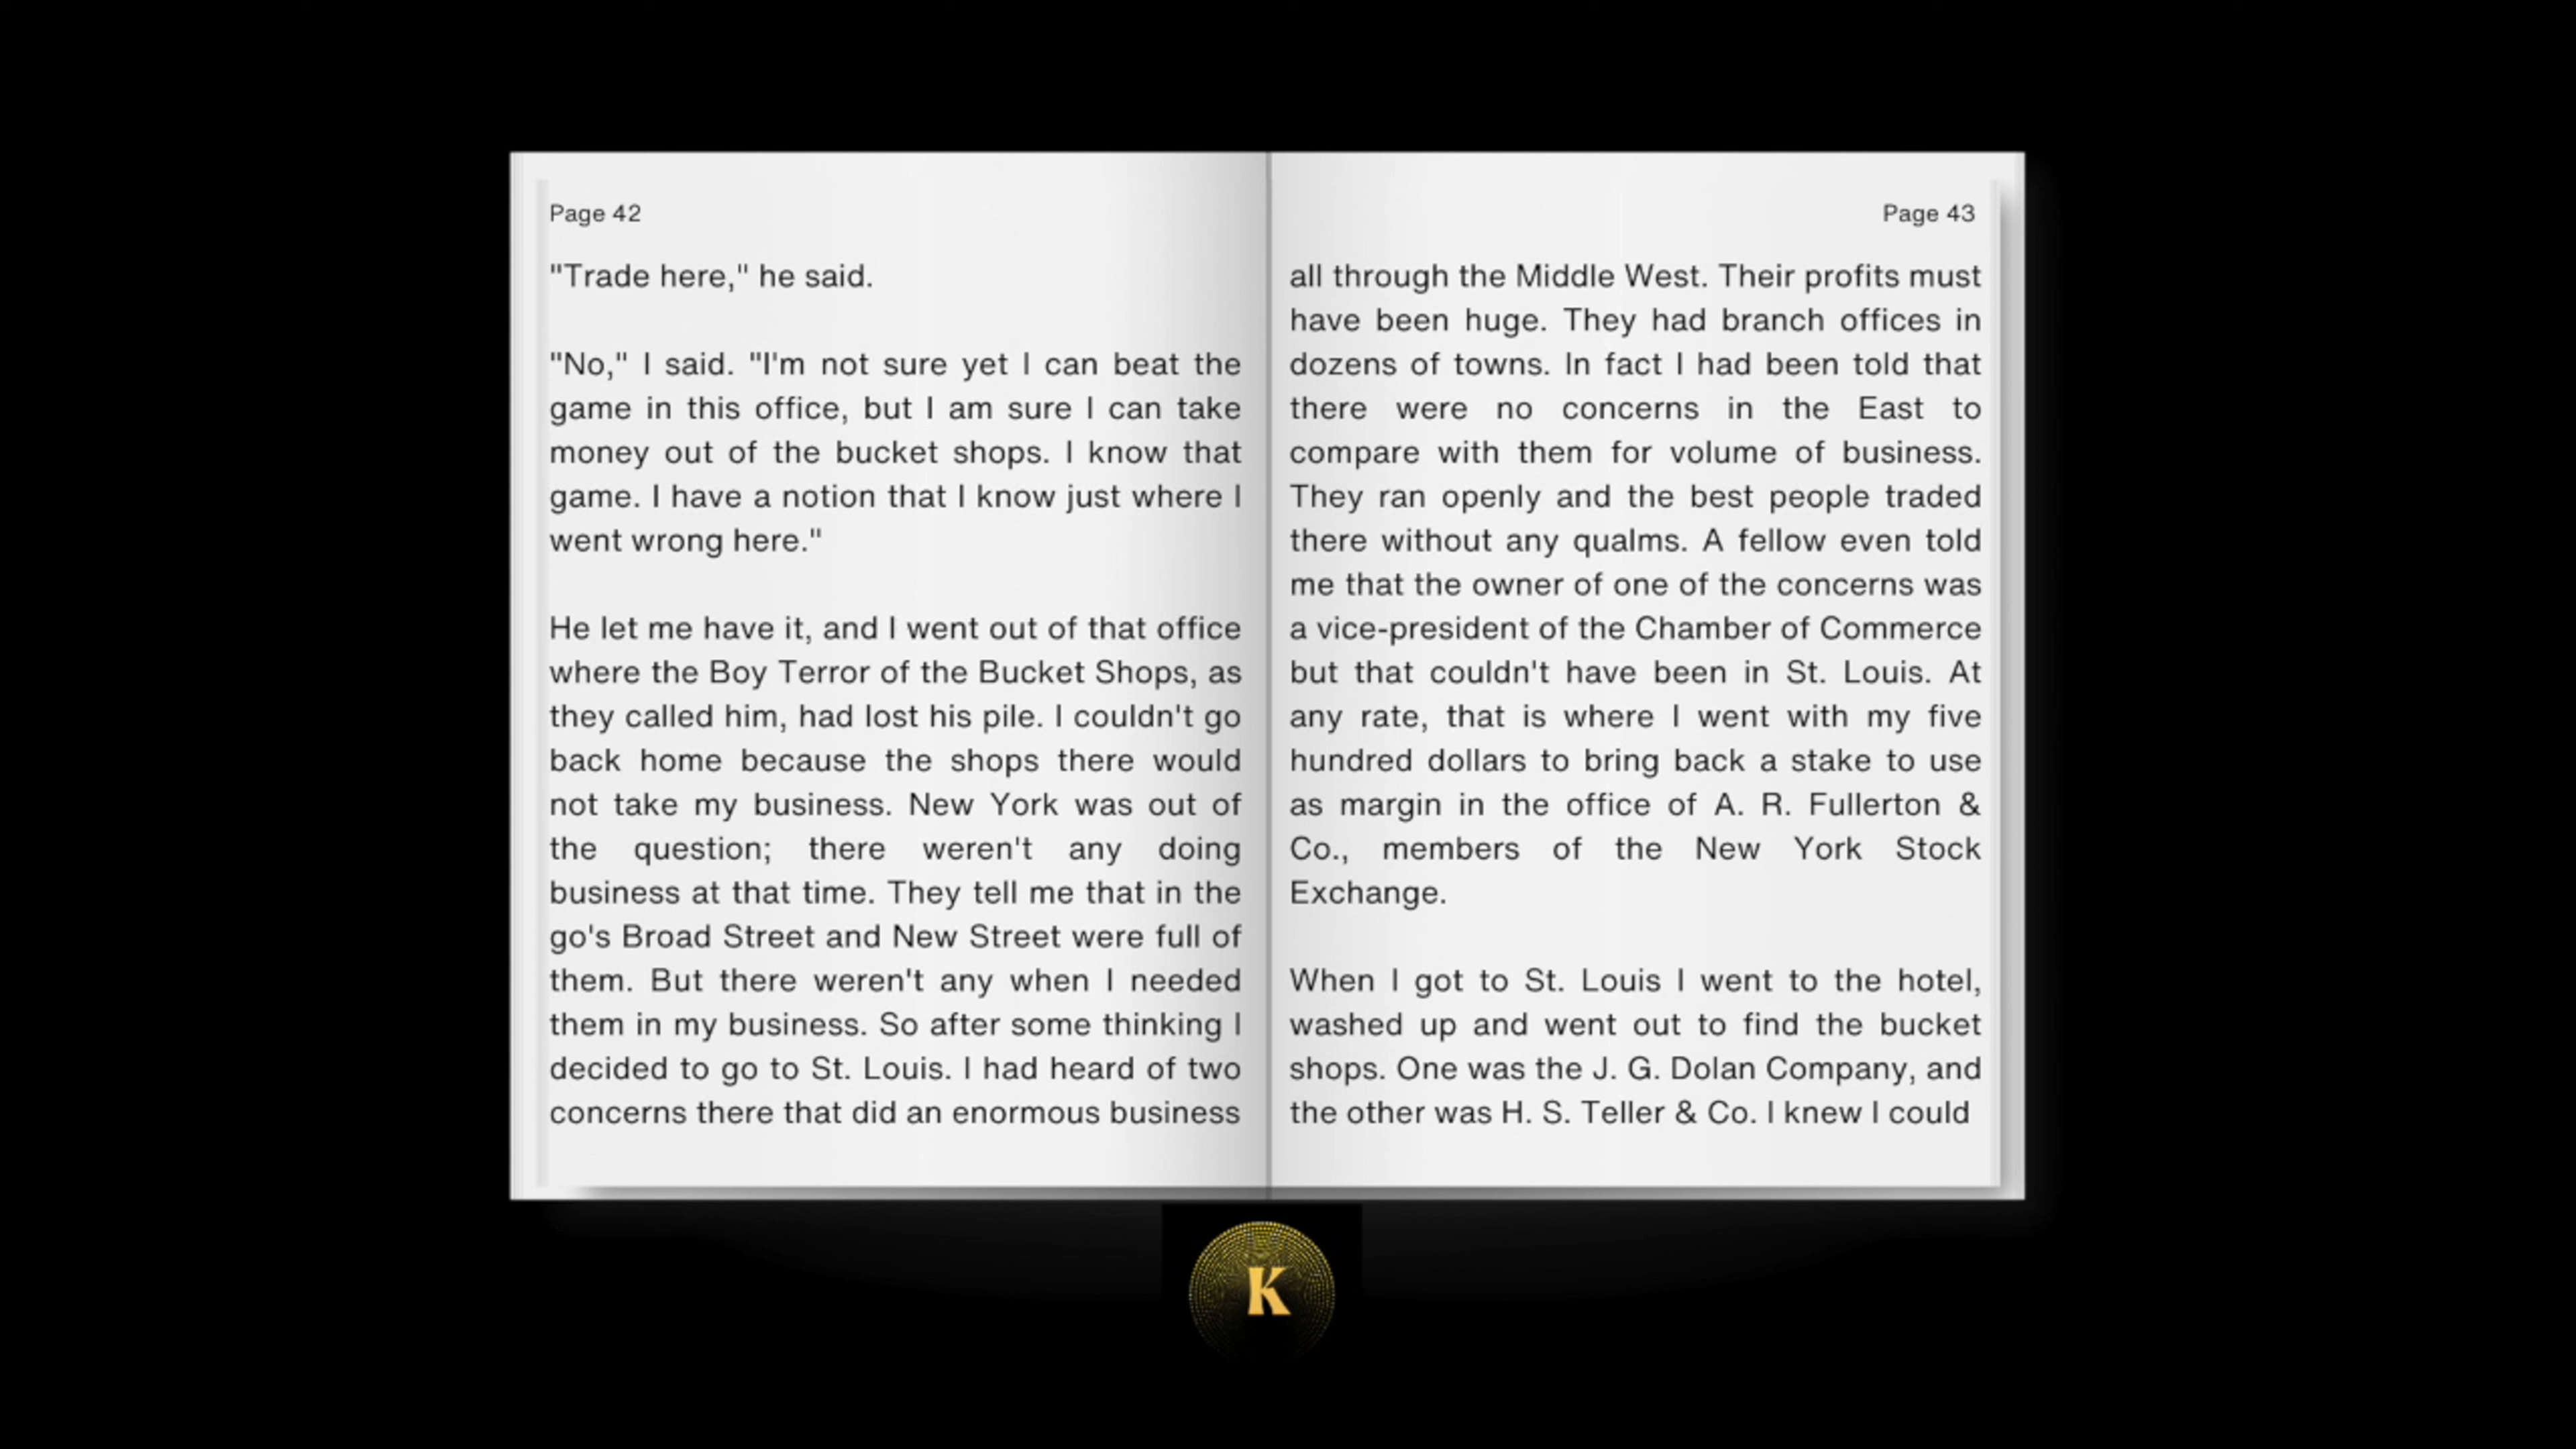 Page 42
"Trade here," he said.
"No," I said. "I'm not sure yet I can beat the
game in this office, but I am sure I can take
money out of the bucket shops. I know that
game. I have a notion that I know just where I
went wrong here."
He let me have it, and I went out of that office
where the Boy Terror of the Bucket Shops, as
they called him, had lost his pile. I couldn't go
back home because the shops there would
not take my business. New York was out of
the question; there weren't any doing
business at that time. They tell me that in the
go's Broad Street and New Street were full of
them. But there weren't any when I needed
them in my business. So after some thinking I
decided to go to St. Louis. I had heard of two
concerns there that did an enormous business
Page 43
all through the Middle West. Their profits must
have been huge. They had branch offices in
dozens of towns. In fact I had been told that
there were no concerns in the East to
compare with them for volume of business.
They ran openly and the best people traded
there without any qualms. A fellow even told
me that the owner of one of the concerns was
a vice-president of the Chamber of Commerce
but that couldn't have been in St. Louis. At
any rate, that is where I went with my five
hundred dollars to bring back a stake to use
as margin in the office of A. R. Fullerton &
Co., members of the New York Stock
Exchange.
When I got to St. Louis I went to the hotel,
washed up and went out to find the bucket
shops. One was the J. G. Dolan Company, and
the other was H. S. Teller & Co. I knew I could
K